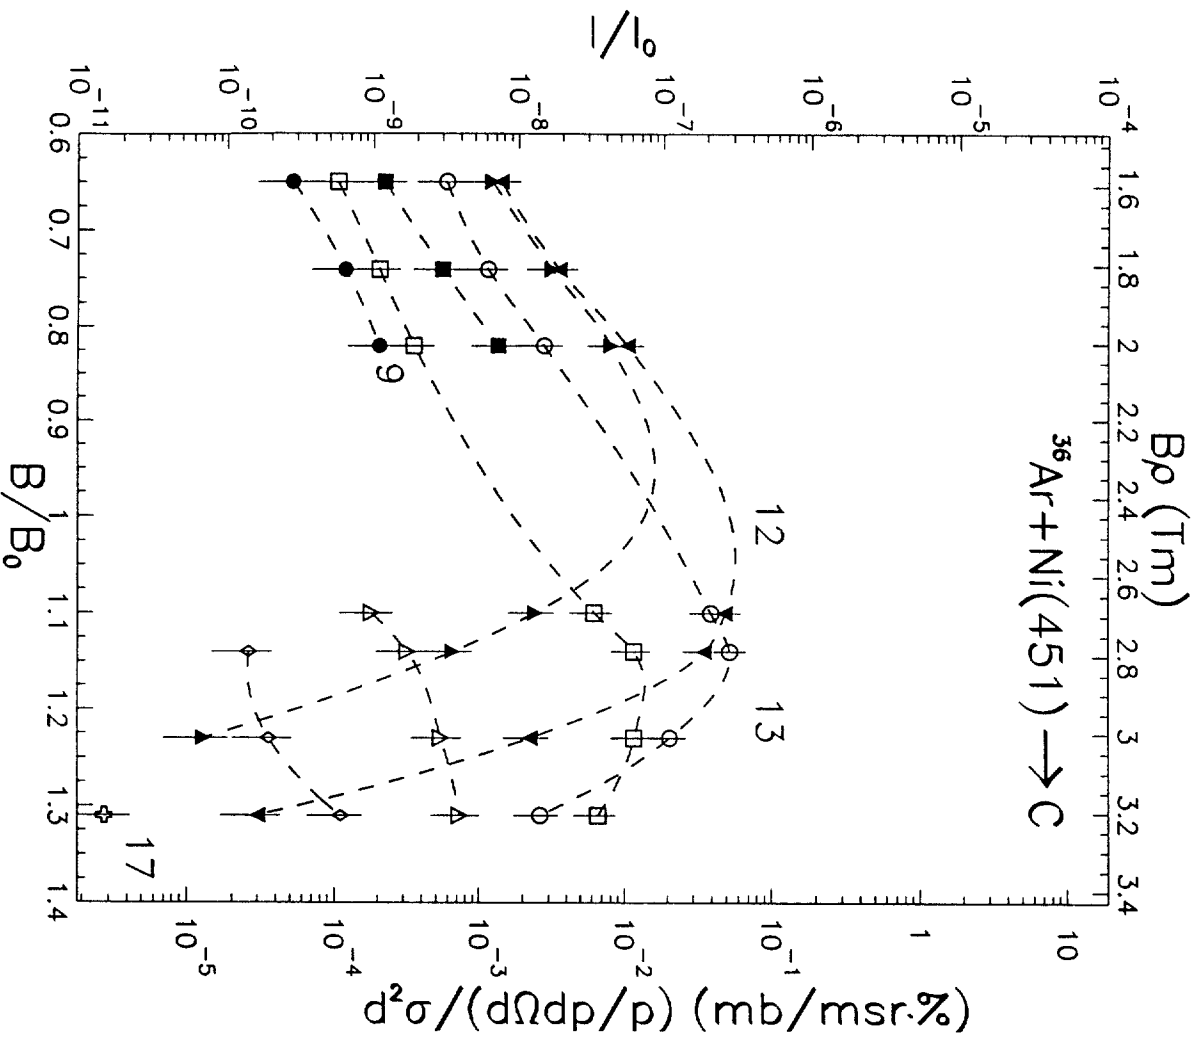 Bρ (Tm)
1.6 1.8 2 2.2 2.4 2.6 2.8 3 3.2 3.4
³⁶Ar+Ni(451)→C
I/I₀
10⁻⁴
10⁻⁵
10⁻⁶
10⁻⁷
10⁻⁸
10⁻⁹
10⁻¹⁰
10⁻¹¹
12
13
9
17
10
1
10⁻¹
10⁻²
10⁻³
10⁻⁴
10⁻⁵
d²σ/(dΩdp/p) (mb/msr.%)
0.6 0.7 0.8 0.9 1 1.1 1.2 1.3 1.4
B/B₀